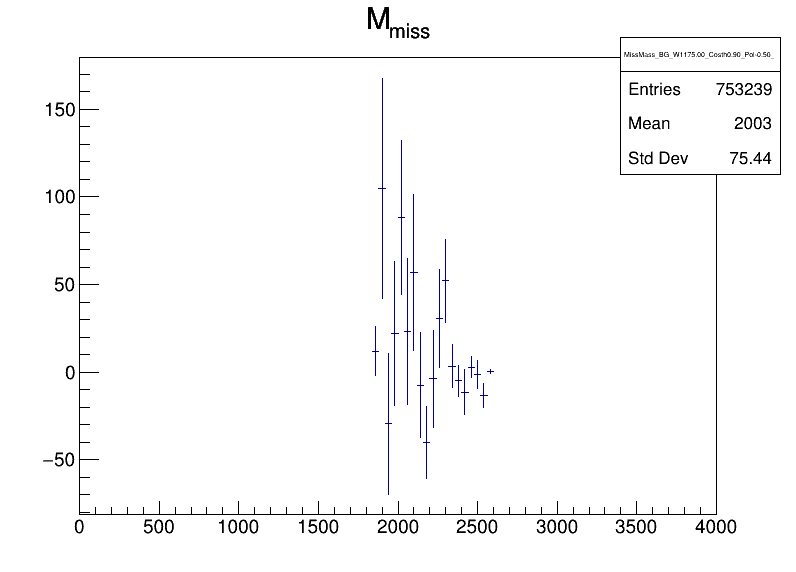 M_miss
MissMass_BG_W1175.00_Costh0.90_Pol-0.50_
Entries 753239
Mean 2003
Std Dev 75.44
150
100
50
0
−50
0 500 1000 1500 2000 2500 3000 3500 4000